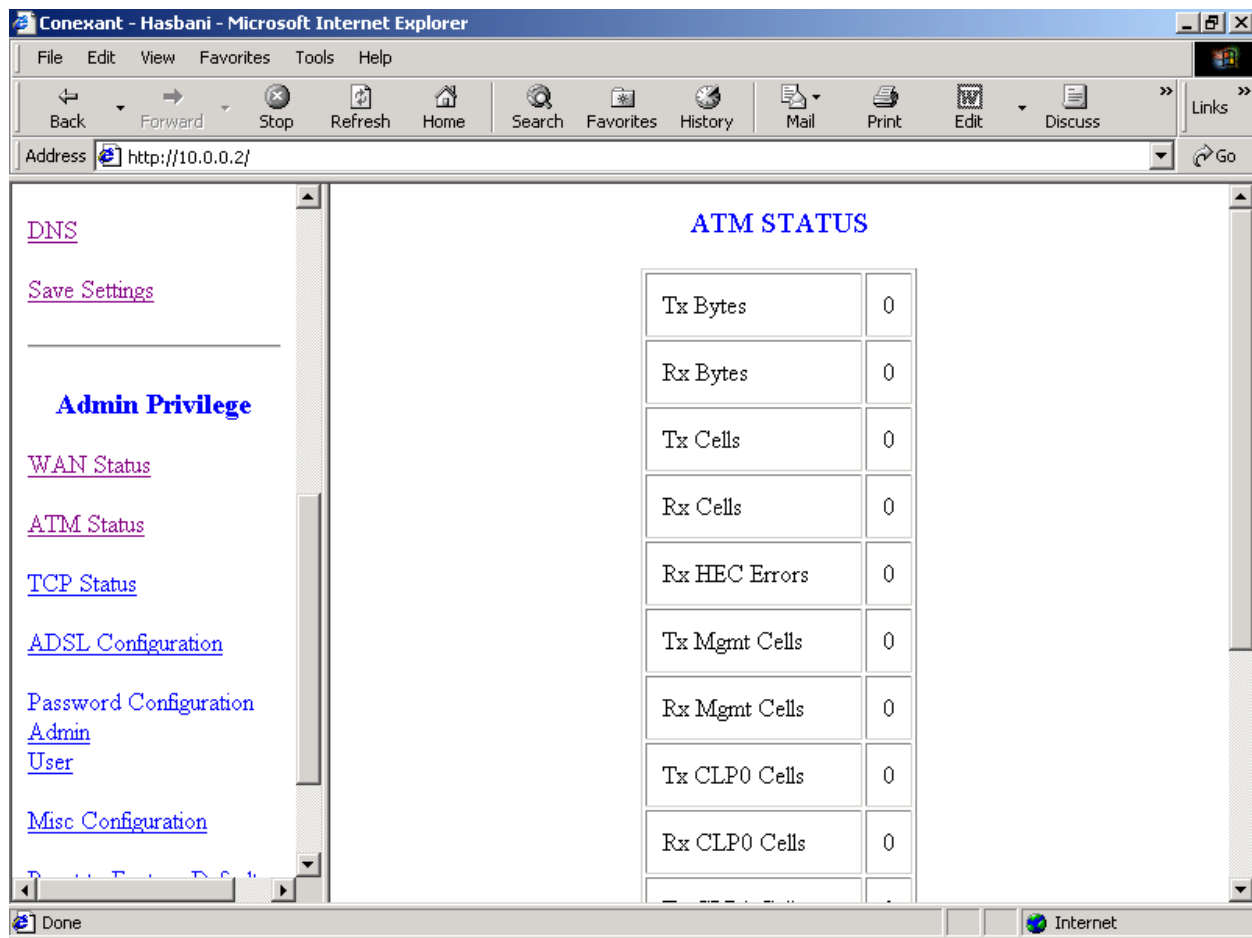 Conexant - Hasbani - Microsoft Internet Explorer
File Edit View Favorites Tools Help
Back Forward Stop Refresh Home Search Favorites History Mail Print Edit Discuss » Links »
Address http://10.0.0.2/ Go
DNS
Save Settings
Admin Privilege
WAN Status
ATM Status
TCP Status
ADSL Configuration
Password Configuration
Admin
User
Misc Configuration
ATM STATUS
Tx Bytes 0
Rx Bytes 0
Tx Cells 0
Rx Cells 0
Rx HEC Errors 0
Tx Mgmt Cells 0
Rx Mgmt Cells 0
Tx CLP0 Cells 0
Rx CLP0 Cells 0
Done Internet